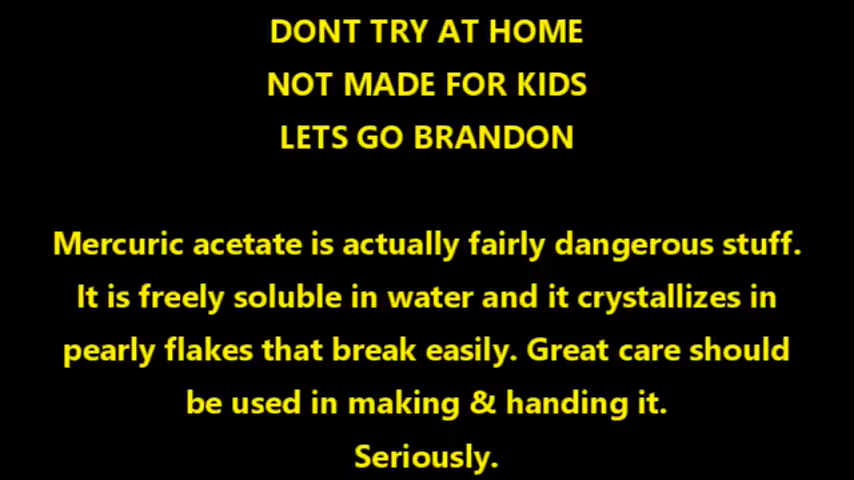 DONT TRY AT HOME
NOT MADE FOR KIDS
LETS GO BRANDON
Mercuric acetate is actually fairly dangerous stuff.
It is freely soluble in water and it crystallizes in
pearly flakes that break easily. Great care should
be used in making & handing it.
Seriously.